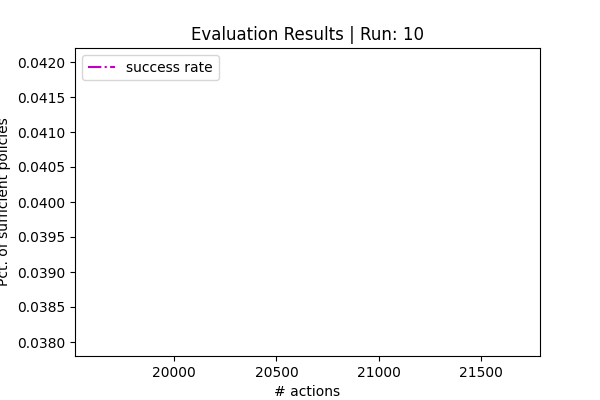 Evaluation Results | Run: 10
success rate
0.0420
0.0415
0.0410
0.0405
0.0400
0.0395
0.0390
0.0385
0.0380
Pct. of sufficient policies
20000 20500 21000 21500
# actions